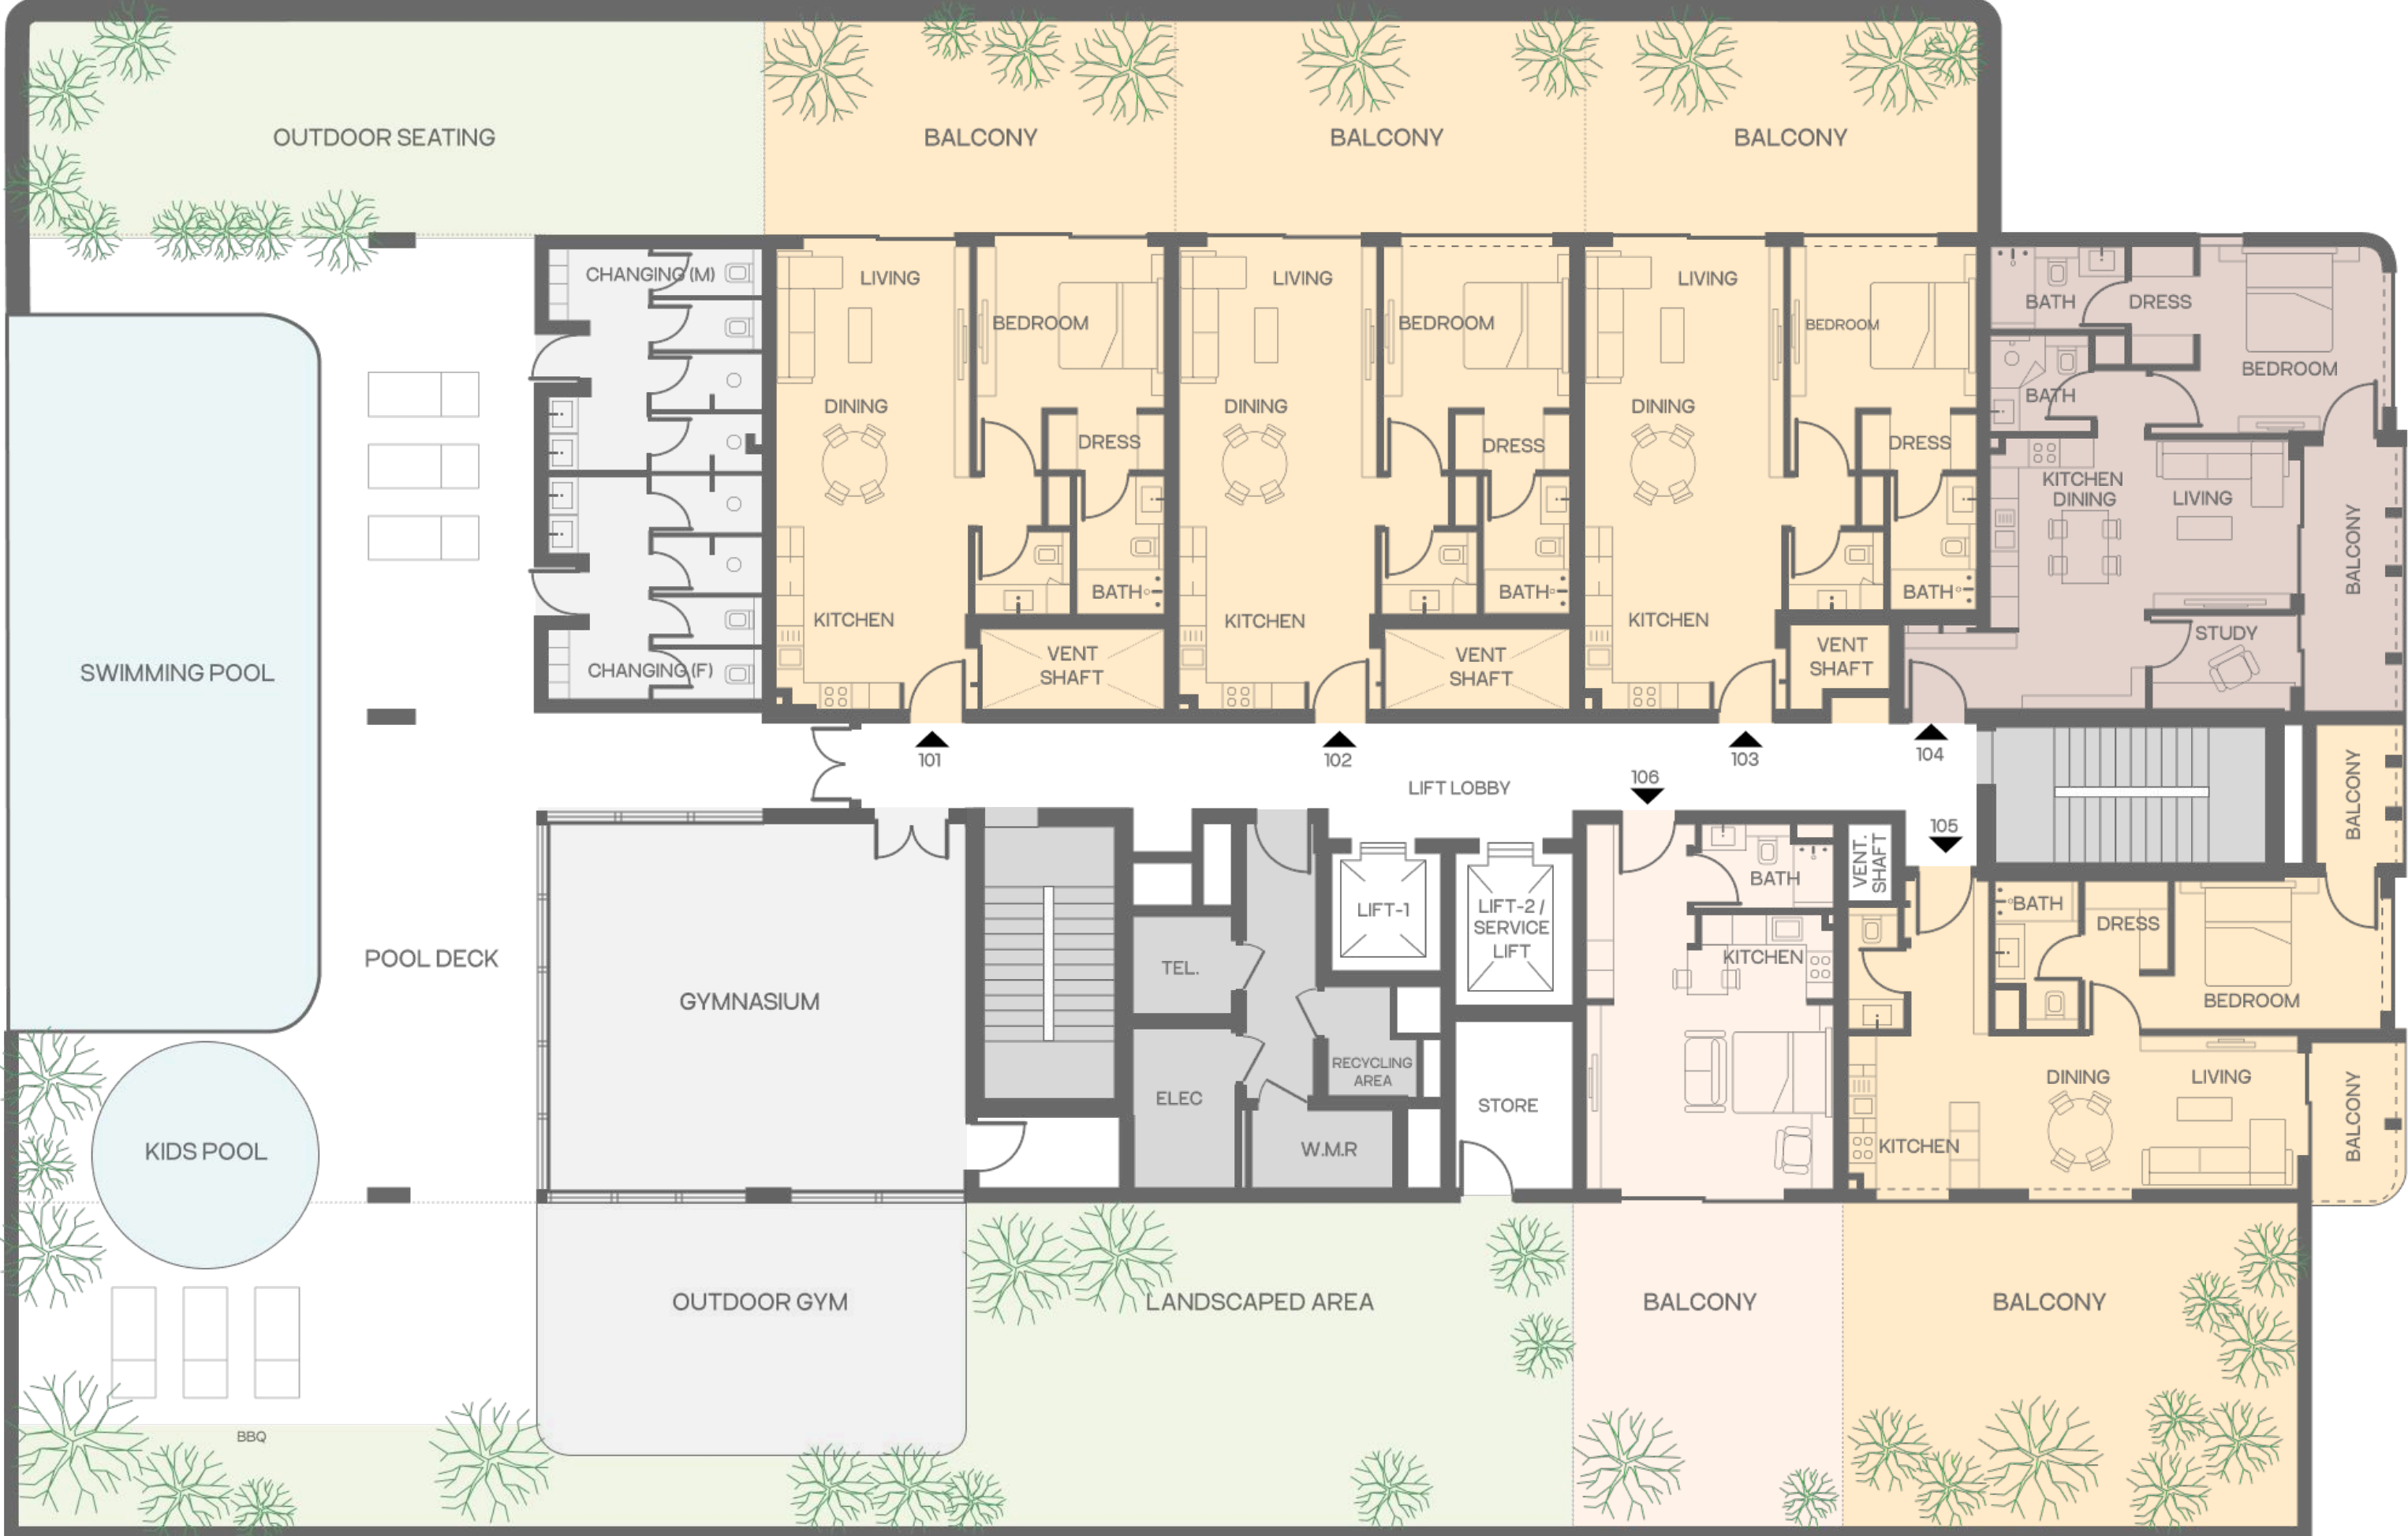 OUTDOOR SEATING
BALCONY
BALCONY
BALCONY
CHANGING (M)
LIVING
BEDROOM
LIVING
BEDROOM
LIVING
BEDROOM
BATH
DRESS
BEDROOM
BATH
DINING
DRESS
DINING
DRESS
DINING
DRESS
KITCHEN
DINING
LIVING
BALCONY
BATH
BATH
BATH
KITCHEN
KITCHEN
KITCHEN
STUDY
SWIMMING POOL
CHANGING (F)
VENT
SHAFT
VENT
SHAFT
VENT
SHAFT
101
102
103
104
LIFT LOBBY
106
105
BALCONY
POOL DECK
GYMNASIUM
TEL.
LIFT-1
LIFT-2 /
SERVICE
LIFT
BATH
KITCHEN
VENT.
SHAFT
BATH
DRESS
BEDROOM
KIDS POOL
ELEC
RECYCLING
AREA
W.M.R
STORE
KITCHEN
DINING
LIVING
BALCONY
OUTDOOR GYM
LANDSCAPED AREA
BALCONY
BALCONY
BBQ